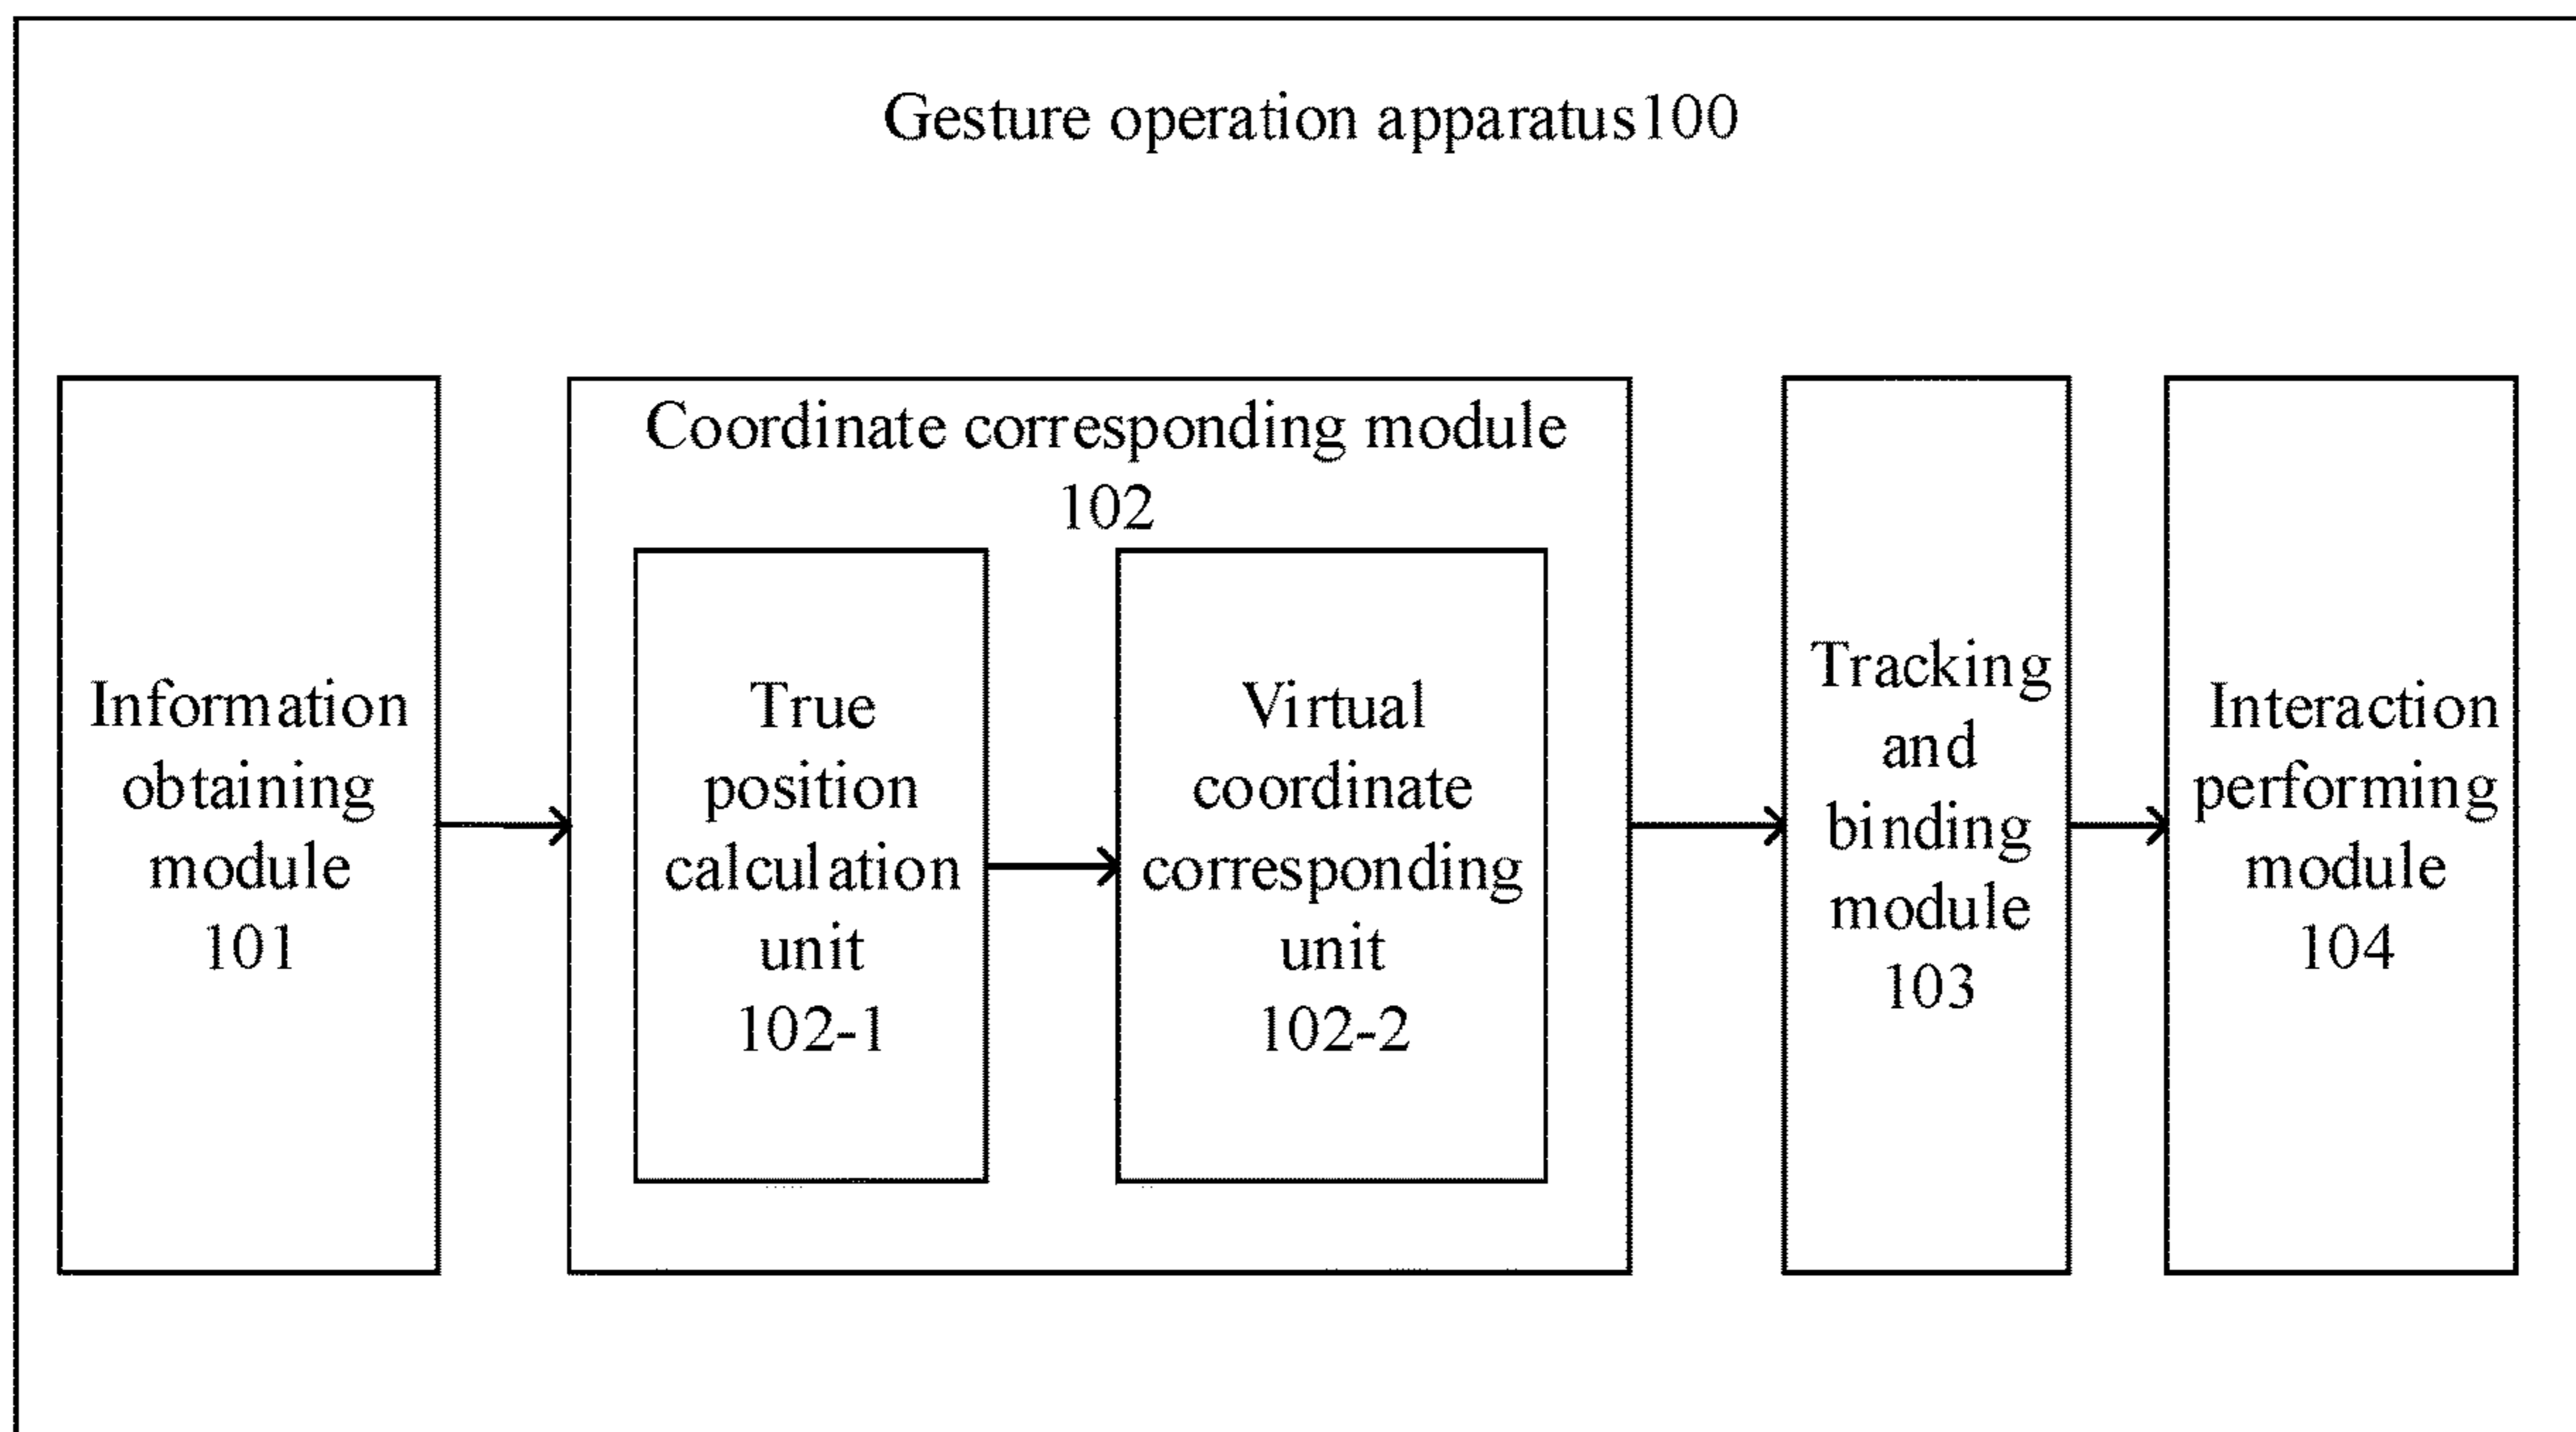 Gesture operation apparatus100
Information
obtaining
module
101
Coordinate corresponding module
102
True
position
calculation
unit
102-1
Virtual
coordinate
corresponding
unit
102-2
Tracking
and
binding
module
103
Interaction
performing
module
104